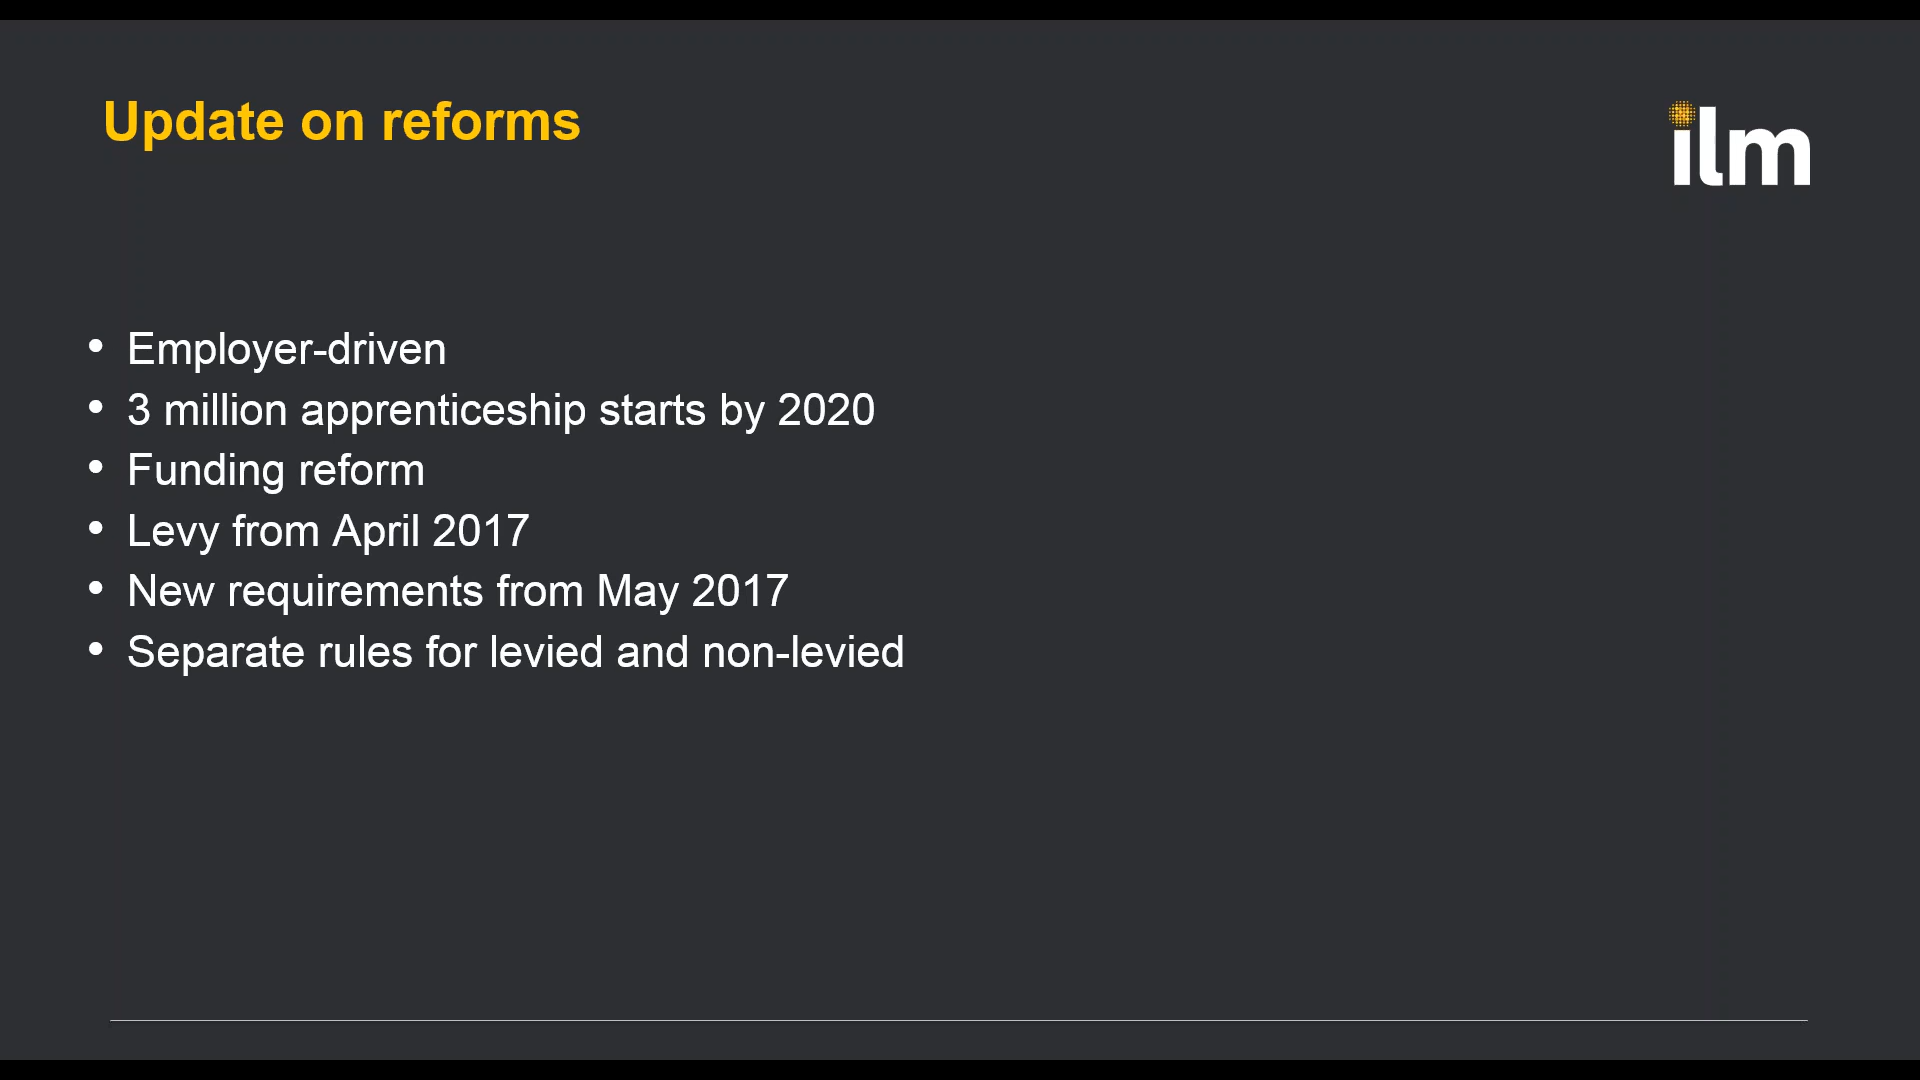 Update on reforms
ilm
• Employer-driven
• 3 million apprenticeship starts by 2020
• Funding reform
• Levy from April 2017
• New requirements from May 2017
• Separate rules for levied and non-levied